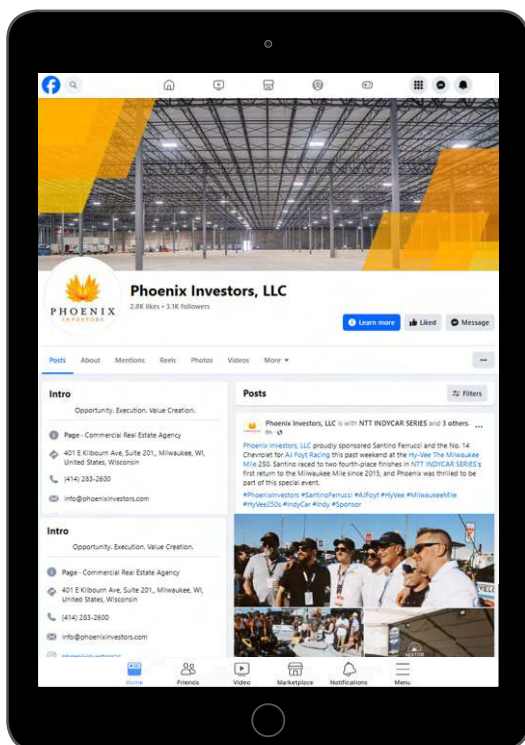 PHOENIX
INVESTORS
Phoenix Investors, LLC
2.8K likes • 3.1K followers
Learn more
Liked
Message
Posts About Mentions Reels Photos Videos More
Intro
Opportunity. Execution. Value Creation.
Page · Commercial Real Estate Agency
401 E Kilbourn Ave, Suite 201,, Milwaukee, WI,
United States, Wisconsin
(414) 283-2600
info@phoenixinvestors.com
Intro
Opportunity. Execution. Value Creation.
Page · Commercial Real Estate Agency
401 E Kilbourn Ave, Suite 201,, Milwaukee, WI,
United States, Wisconsin
(414) 283-2600
info@phoenixinvestors.com
Posts
Filters
Phoenix Investors, LLC is with NTT INDYCAR SERIES and 3 others.
Phoenix Investors, LLC proudly sponsored Santino Ferrucci and the No. 14
Chevrolet for AJ Foyt Racing this past weekend at the Hy-Vee The Milwaukee
Mile 250. Santino raced to two fourth-place finishes in NTT INDYCAR SERIES's
first return to the Milwaukee Mile since 2015, and Phoenix was thrilled to be
part of this special event.
#PhoenixInvestors #SantinoFerrucci #AJFoyt #HyVee #MilwaukeeMile
#HyVee250s #IndyCar #Indy #Sponsor
Home Friends Video Marketplace Notifications Menu